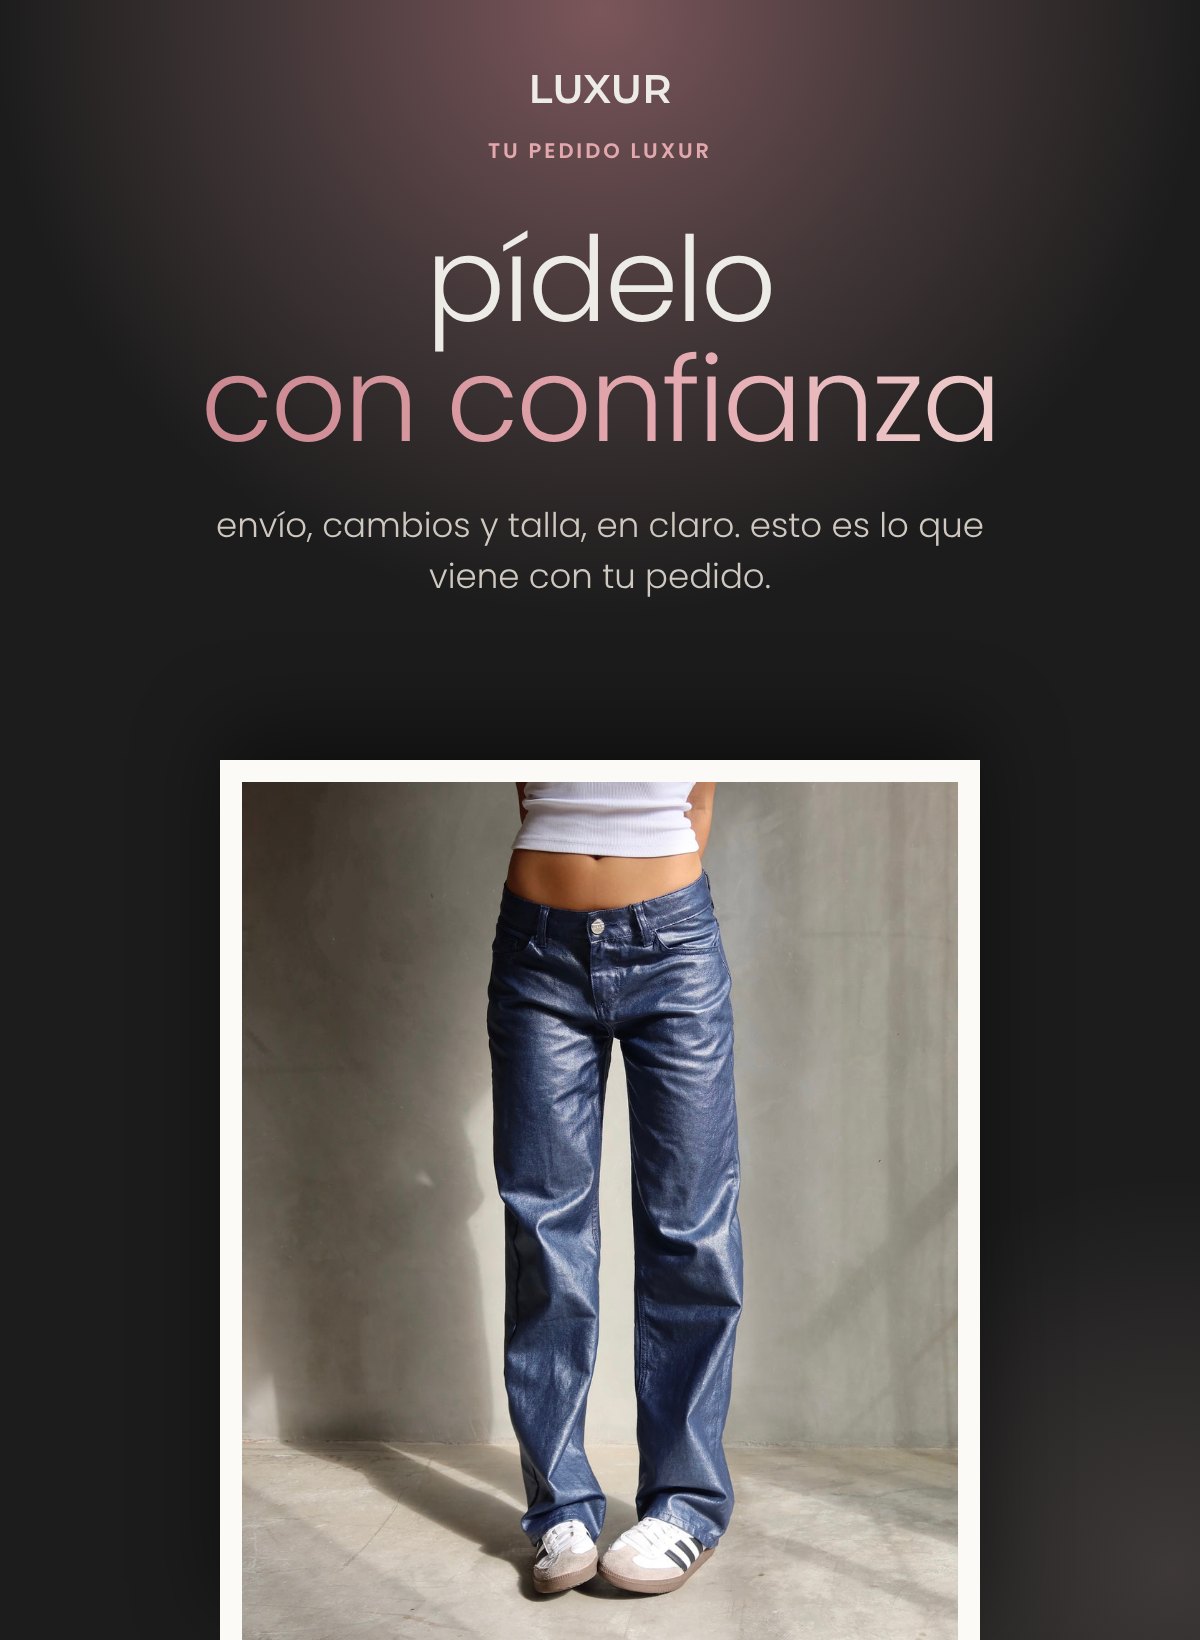 LUXUR
TU PEDIDO LUXUR
pídelo
con confianza
envío, cambios y talla, en claro. esto es lo que
viene con tu pedido.